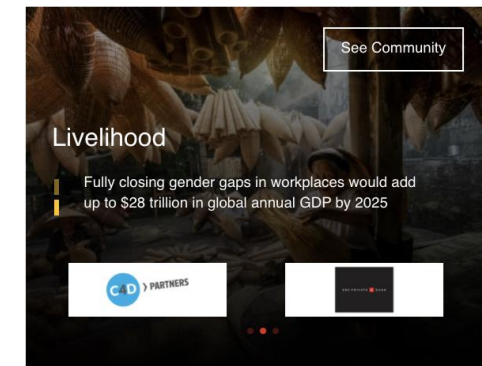 See Community
Livelihood
Fully closing gender gaps in workplaces would add
up to $28 trillion in global annual GDP by 2025
C4D > PARTNERS